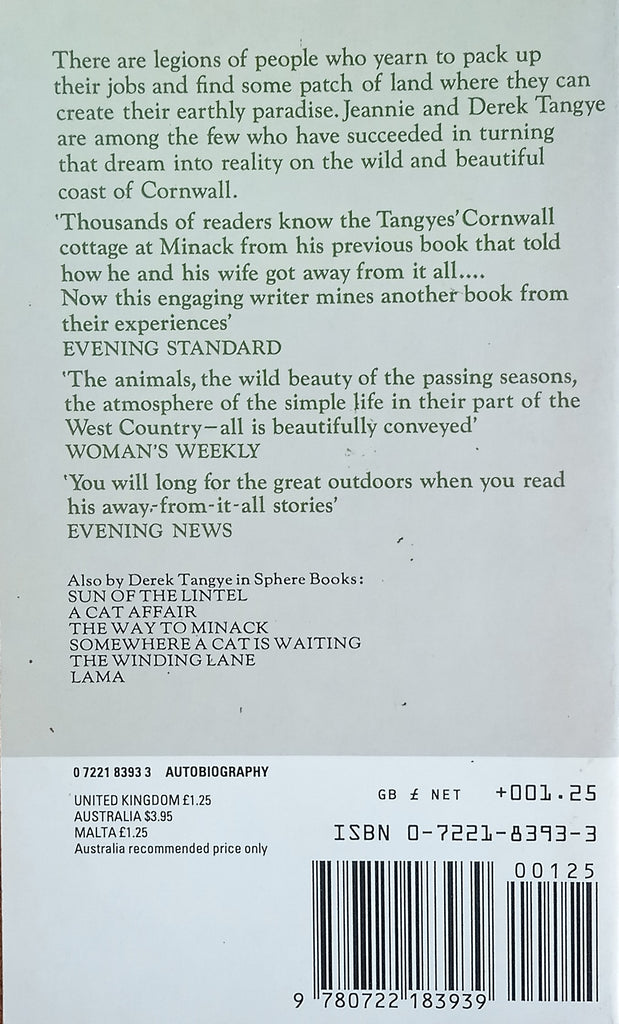 There are legions of people who yearn to pack up
their jobs and find some patch of land where they can
create their earthly paradise. Jeannie and Derek Tangye
are among the few who have succeeded in turning
that dream into reality on the wild and beautiful
coast of Cornwall.
'Thousands of readers know the Tangyes' Cornwall
cottage at Minack from his previous book that told
how he and his wife got away from it all....
Now this engaging writer mines another book from
their experiences'
EVENING STANDARD
'The animals, the wild beauty of the passing seasons,
the atmosphere of the simple life in their part of the
West Country—all is beautifully conveyed'
WOMAN'S WEEKLY
'You will long for the great outdoors when you read
his away-from-it-all stories'
EVENING NEWS
Also by Derek Tangye in Sphere Books:
SUN OF THE LINTEL
A CAT AFFAIR
THE WAY TO MINACK
SOMEWHERE A CAT IS WAITING
THE WINDING LANE
LAMA
0 7221 8393 3 AUTOBIOGRAPHY
UNITED KINGDOM £1.25
AUSTRALIA $3.95
MALTA £1.25
Australia recommended price only
GB £ NET +001.25
ISBN 0-7221-8393-3
00125
9 780722 183939